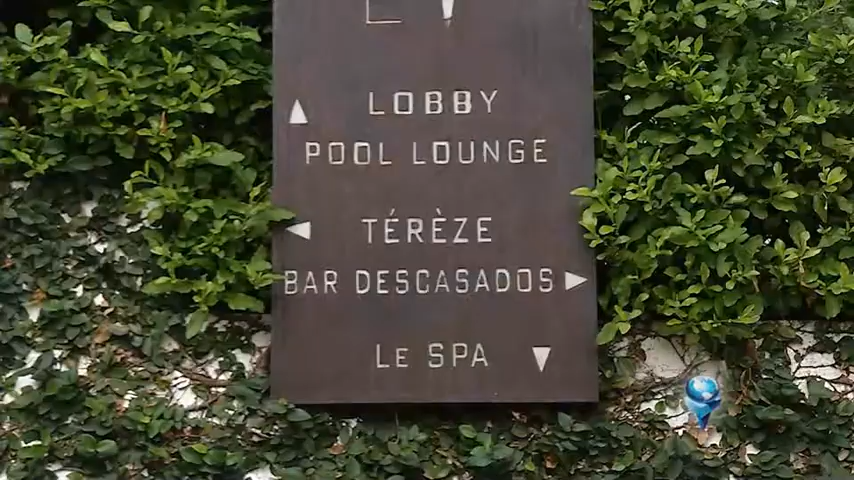 LOBBY
POOL LOUNGE
TÉRÈZE
BAR DESCASADOS
LE SPA